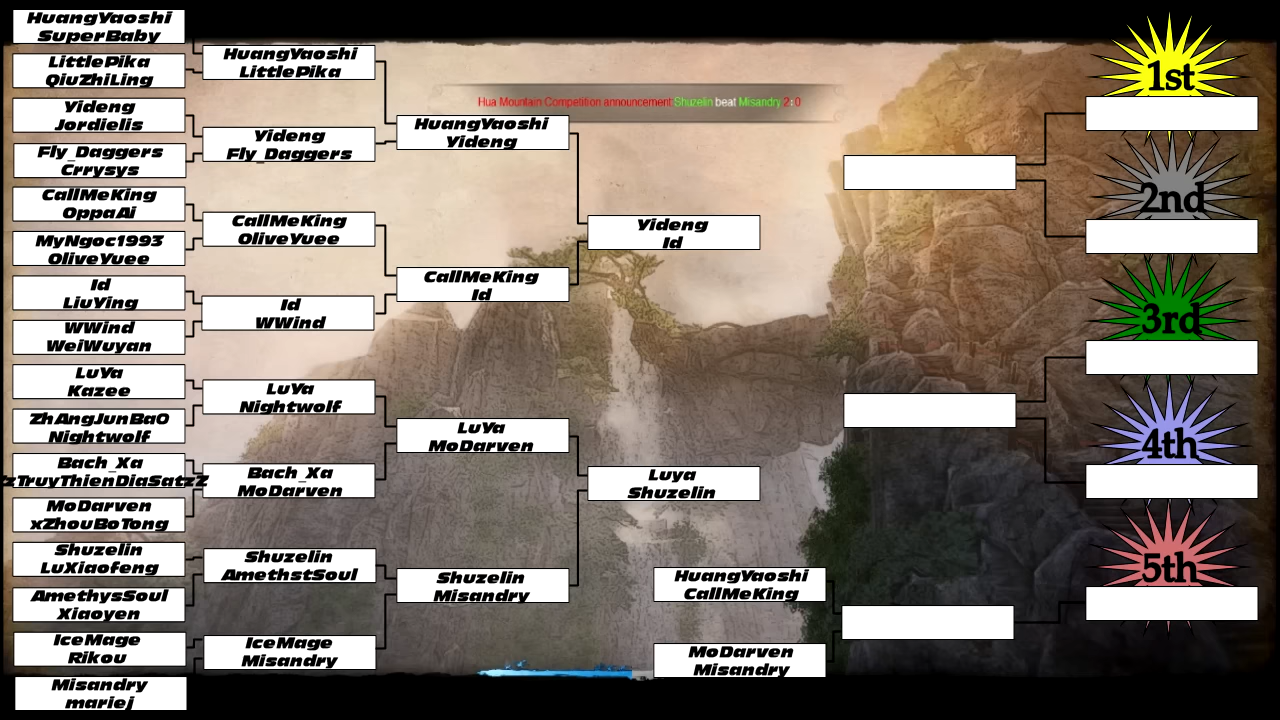 HuangYaoshi
SuperBaby
LittlePika
QiuZhiLing
Yideng
Jordielis
Fly_Daggers
Crrysys
CallMeKing
OppaAi
MyNgoc1993
OliveYuee
Id
LiuYing
WWind
WeiWuyan
LuYa
Kazee
ZhAngJunBaO
Nightwolf
Bach_Xa
zTruyThienDiaSatzZ
MoDarven
xZhouBoTong
Shuzelin
LuXiaofeng
AmethysSoul
Xiaoyen
IceMage
Rikou
Misandry
mariej
HuangYaoshi
LittlePika
Yideng
Fly_Daggers
CallMeKing
OliveYuee
Id
WWind
LuYa
Nightwolf
Bach_Xa
MoDarven
Shuzelin
AmethstSoul
IceMage
Misandry
Hua Mountain Competition announcement Shuzelin beat Misandry 2: 0
HuangYaoshi
Yideng
CallMeKing
Id
LuYa
MoDarven
Shuzelin
Misandry
Yideng
Id
Luya
Shuzelin
HuangYaoshi
CallMeKing
MoDarven
Misandry
1st
2nd
3rd
4th
5th